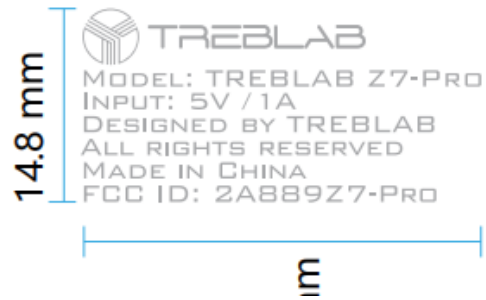 TREBLAB
MODEL: TREBLAB Z7-PRO
INPUT: 5V / 1A
DESIGNED BY TREBLAB
ALL RIGHTS RESERVED
MADE IN CHINA
FCC ID: 2A889Z7-PRO
14.8 mm